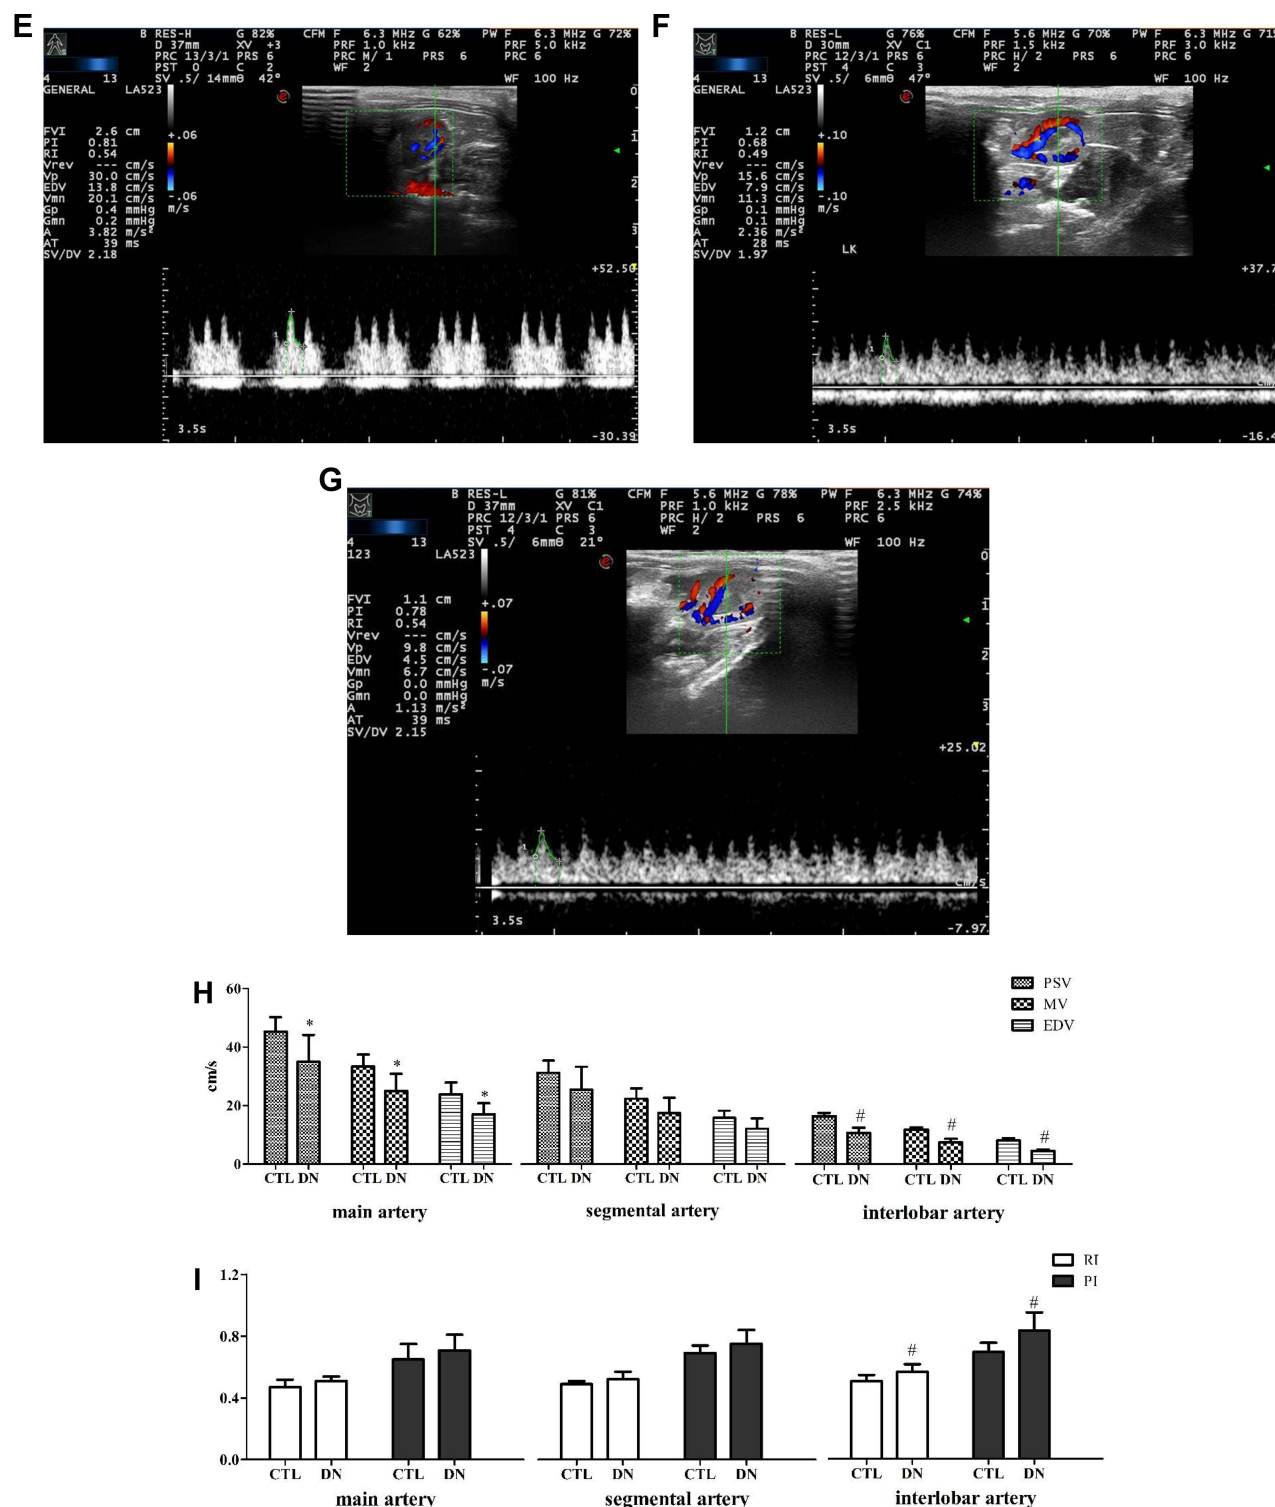 E
B RES-H G 82% CFM F 6.3 MHz G 62% PW F 6.3 MHz G 72%
D 37mm XV +3 PRF 1.0 kHz PRF 5.0 kHz
PRC 13/3/1 PRS 6 PRC M/ 1 PRS 6 PRC 6
PST 0 C 2 WF 2
4 13 SV .5/ 14mmθ 42° WF 100 Hz
GENERAL LA523 0
FVI 2.6 cm +.06
PI 0.81 1
RI 0.54
Vrev --- cm/s
Vp 30.0 cm/s
EDV 13.8 cm/s 2
Vmn 20.1 cm/s -.06
Gp 0.4 mmHg m/s
Gmn 0.2 mmHg
A 3.82 m/s² 3
AT 39 ms
SV/DV 2.18
+52.50
1
3.5s
-30.39
F
B RES-L G 76% CFM F 5.6 MHz G 70% PW F 6.3 MHz G 71%
D 30mm XV C1 PRF 1.5 kHz PRF 3.0 kHz
PRC 12/3/1 PRS 6 PRC H/ 2 PRS 6 PRC 6
PST 4 C 3 WF 2
4 13 SV .5/ 6mmθ 47° WF 100 Hz
GENERAL LA523
FVI 1.2 cm +.10
PI 0.68
RI 0.49
Vrev --- cm/s
Vp 15.6 cm/s
EDV 7.9 cm/s
Vmn 11.3 cm/s -.10
Gp 0.1 mmHg m/s
Gmn 0.1 mmHg
A 2.36 m/s²
AT 28 ms LK
SV/DV 1.97
+37.7
1
cm/
3.5s
-16.4
G
B RES-L G 81% CFM F 5.6 MHz G 78% PW F 6.3 MHz G 74%
D 37mm XV C1 PRF 1.0 kHz PRF 2.5 kHz
PRC 12/3/1 PRS 6 PRC H/ 2 PRS 6 PRC 6
PST 4 C 3 WF 2
4 13 SV .5/ 6mmθ 21° WF 100 Hz
123 LA523 0
FVI 1.1 cm +.07 1
PI 0.78
RI 0.54
Vrev --- cm/s
Vp 9.8 cm/s
EDV 4.5 cm/s 2
Vmn 6.7 cm/s -.07
Gp 0.0 mmHg m/s
Gmn 0.0 mmHg
A 1.13 m/s² 3
AT 39 ms
SV/DV 2.15
+25.02
1
cm/s
3.5s
-7.97
H
60
40
20
0
cm/s
PSV
MV
EDV
* * *
# # #
CTL DN CTL DN CTL DN CTL DN CTL DN CTL DN CTL DN CTL DN CTL DN
main artery segmental artery interlobar artery
I
1.2
0.8
0.4
0.0
RI
PI
# #
CTL DN CTL DN CTL DN CTL DN CTL DN CTL DN
main artery segmental artery interlobar artery